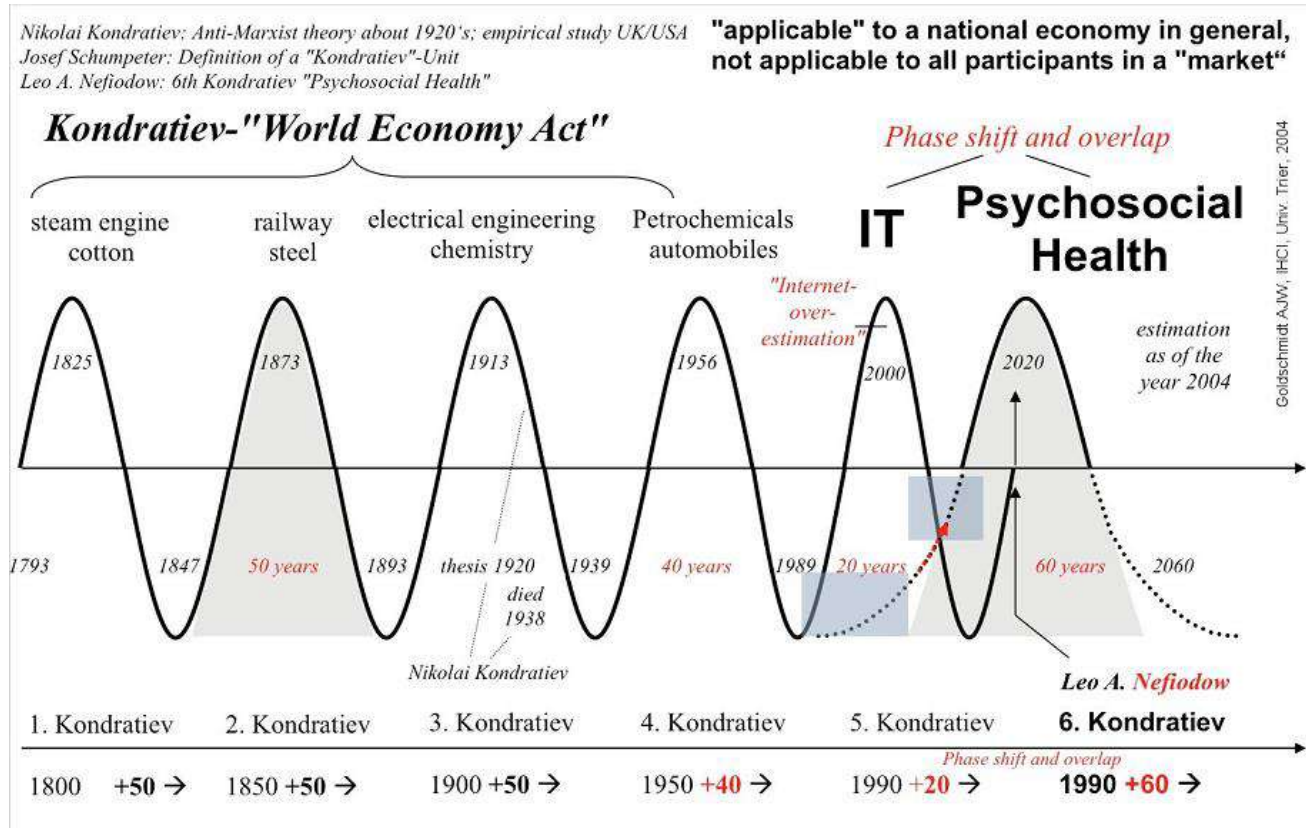 Nikolai Kondratiev; Anti-Marxist theory about 1920's; empirical study UK/USA
Josef Schumpeter: Definition of a "Kondratiev"-Unit
Leo A. Nefiodow: 6th Kondratiev "Psychosocial Health"
"applicable" to a national economy in general,
not applicable to all participants in a "market“
Kondratiev-"World Economy Act"
Phase shift and overlap
steam engine
cotton
railway
steel
electrical engineering
chemistry
Petrochemicals
automobiles
IT
Psychosocial
Health
Goldschmidt AJW, IHCI, Univ. Trier, 2004
"Internet-
over-
estimation"
estimation
as of the
year 2004
1825
1873
1913
1956
2000
2020
1793
1847
50 years
1893
thesis 1920
died
1938
1939
40 years
1989
20 years
60 years
2060
Nikolai Kondratiev
Leo A. Nefiodow
1. Kondratiev
2. Kondratiev
3. Kondratiev
4. Kondratiev
5. Kondratiev
6. Kondratiev
Phase shift and overlap
1800 +50 →
1850 +50 →
1900 +50 →
1950 +40 →
1990 +20 →
1990 +60 →